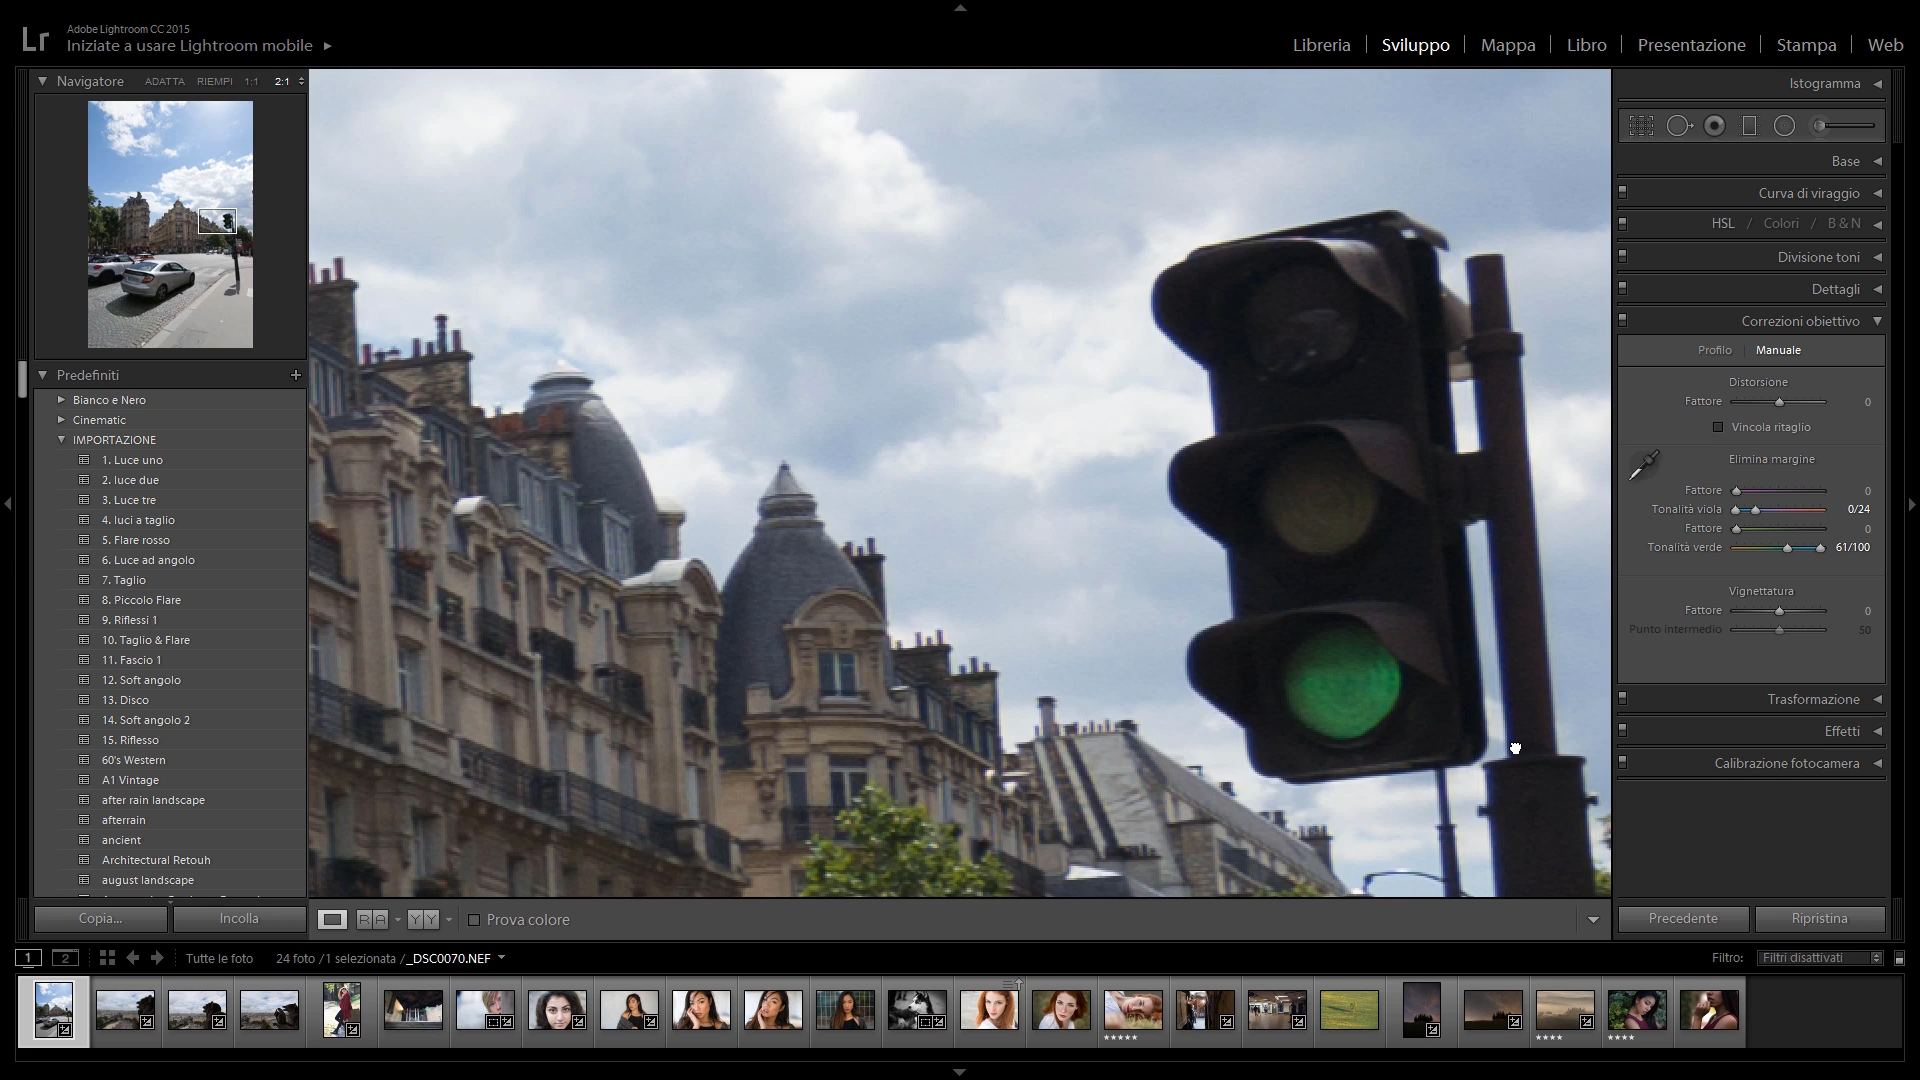 Lr
Adobe Lightroom CC 2015
Iniziate a usare Lightroom mobile
Libreria
Sviluppo
Mappa
Libro
Presentazione
Stampa
Web
Navigatore ADATTA RIEMPI 1:1 2:1
Predefiniti +
Bianco e Nero
Cinematic
IMPORTAZIONE
1. Luce uno
2. luce due
3. Luce tre
4. luci a taglio
5. Flare rosso
6. Luce ad angolo
7. Taglio
8. Piccolo Flare
9. Riflessi 1
10. Taglio & Flare
11. Fascio 1
12. Soft angolo
13. Disco
14. Soft angolo 2
15. Riflesso
60's Western
A1 Vintage
after rain landscape
afterrain
ancient
Architectural Retouh
august landscape
Copia...
Incolla
R A
Y Y
Prova colore
Istogramma
Base
Curva di viraggio
HSL / Colori / B & N
Divisione toni
Dettagli
Correzioni obiettivo
Profilo
Manuale
Distorsione
Fattore 0
Vincola ritaglio
Elimina margine
Fattore 0
Tonalità viola 0/24
Fattore 0
Tonalità verde 61/100
Vignettatura
Fattore 0
Punto intermedio 50
Trasformazione
Effetti
Calibrazione fotocamera
Precedente
Ripristina
1
2
Tutte le foto
24 foto /1 selezionata /_DSC0070.NEF
Filtro: Filtri disattivati